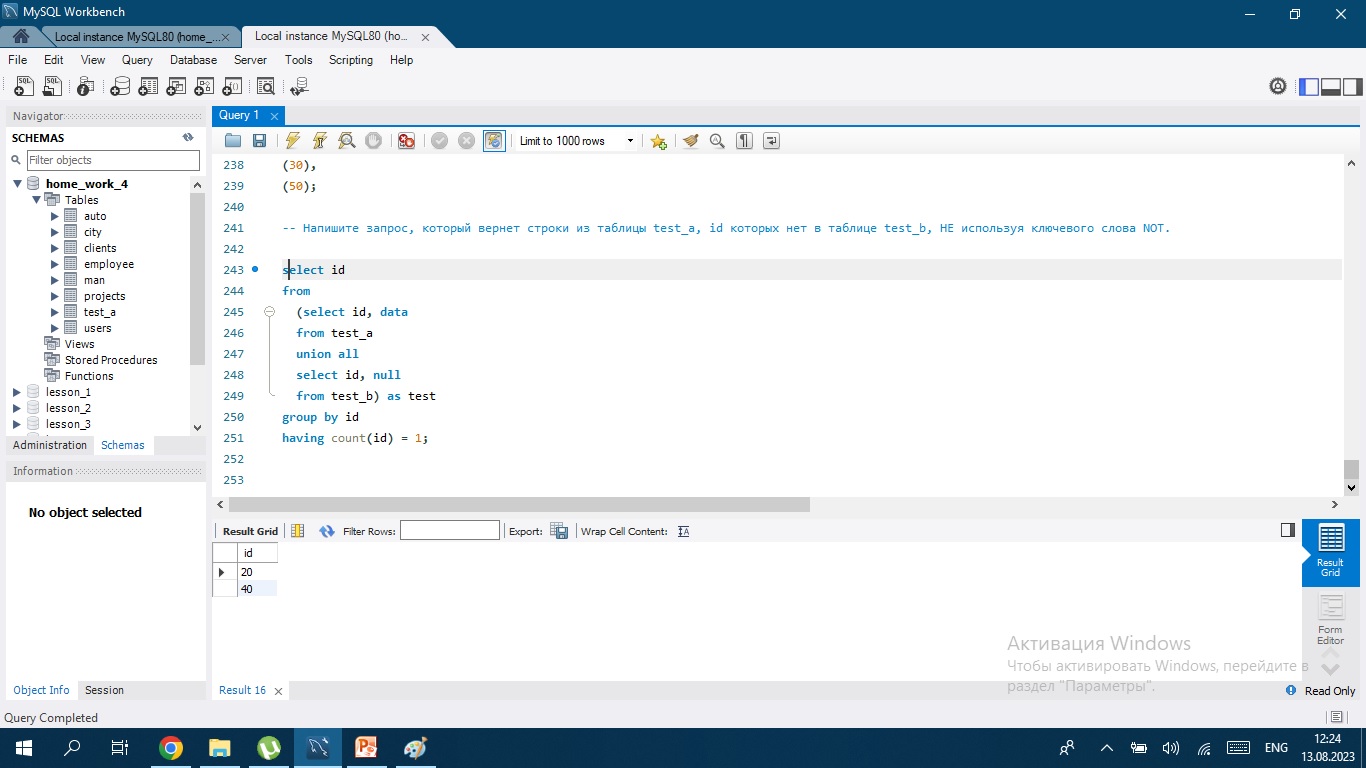 MySQL Workbench
Local instance MySQL80 (home_...
Local instance MySQL80 (ho...
File Edit View Query Database Server Tools Scripting Help
Navigator
SCHEMAS
Filter objects
home_work_4
Tables
auto
city
clients
employee
man
projects
test_a
users
Views
Stored Procedures
Functions
lesson_1
lesson_2
lesson_3
Administration Schemas
Information
No object selected
Object Info Session
Query 1
Limit to 1000 rows
238 (30),
239 (50);
240
241 -- Напишите запрос, который вернет строки из таблицы test_a, id которых нет в таблице test_b, НЕ используя ключевого слова NOT.
242
243 select id
244 from
245 (select id, data
246 from test_a
247 union all
248 select id, null
249 from test_b) as test
250 group by id
251 having count(id) = 1;
252
253
Result Grid Filter Rows: Export: Wrap Cell Content:
id
20
40
Result Grid
Form Editor
Активация Windows
Чтобы активировать Windows, перейдите в
раздел "Параметры".
Result 16
Read Only
Query Completed
ENG
12:24
13.08.2023